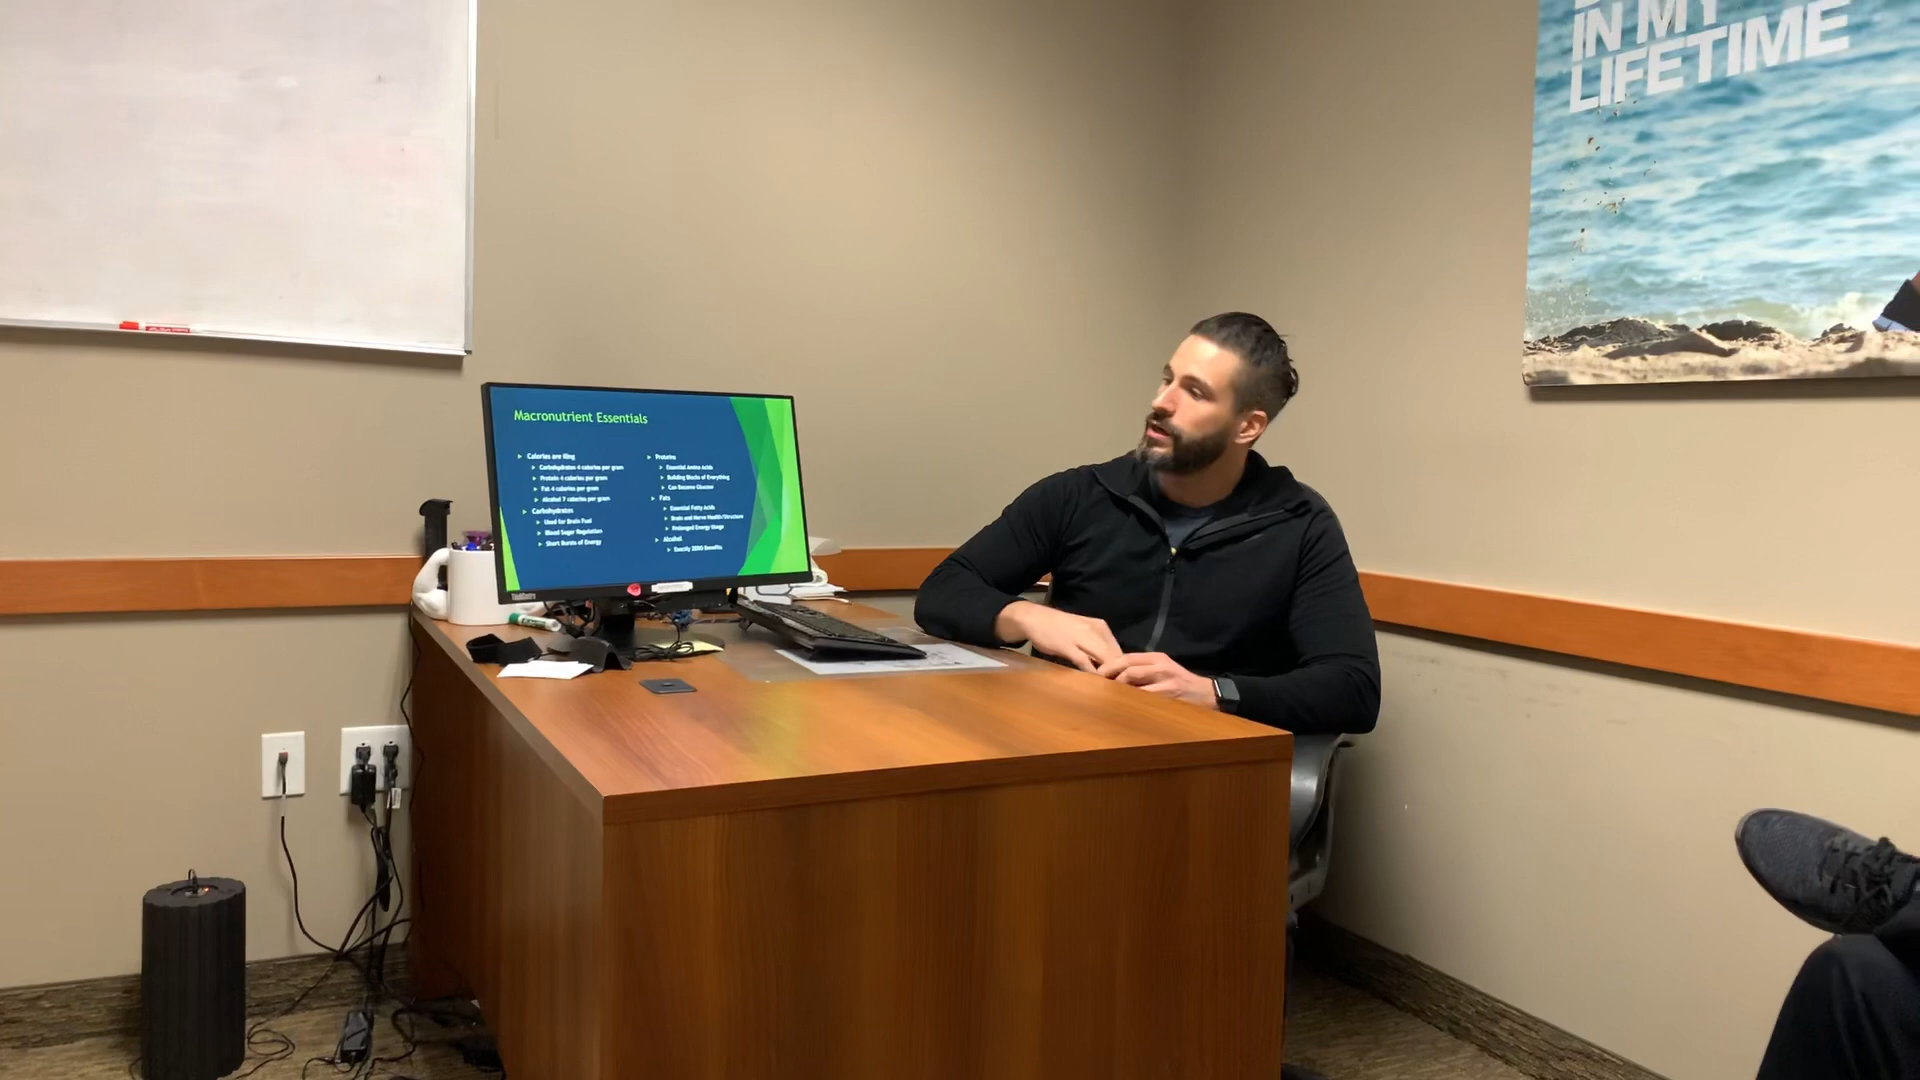 IN MY
LIFETIME
Macronutrient Essentials
Calories are King
Carbohydrates 4 calories per gram
Protein 4 calories per gram
Fat 4 calories per gram
Alcohol 7 calories per gram
Carbohydrates
Used for Brain Fuel
Blood Sugar Regulation
Short Bursts of Energy
Proteins
Essential Amino Acids
Building Blocks of Everything
Can Become Glucose
Fats
Essential Fatty Acids
Brain and Nerve Health/Structure
Prolonged Energy Usage
Alcohol
Exactly ZERO Benefits
ThinkCentre